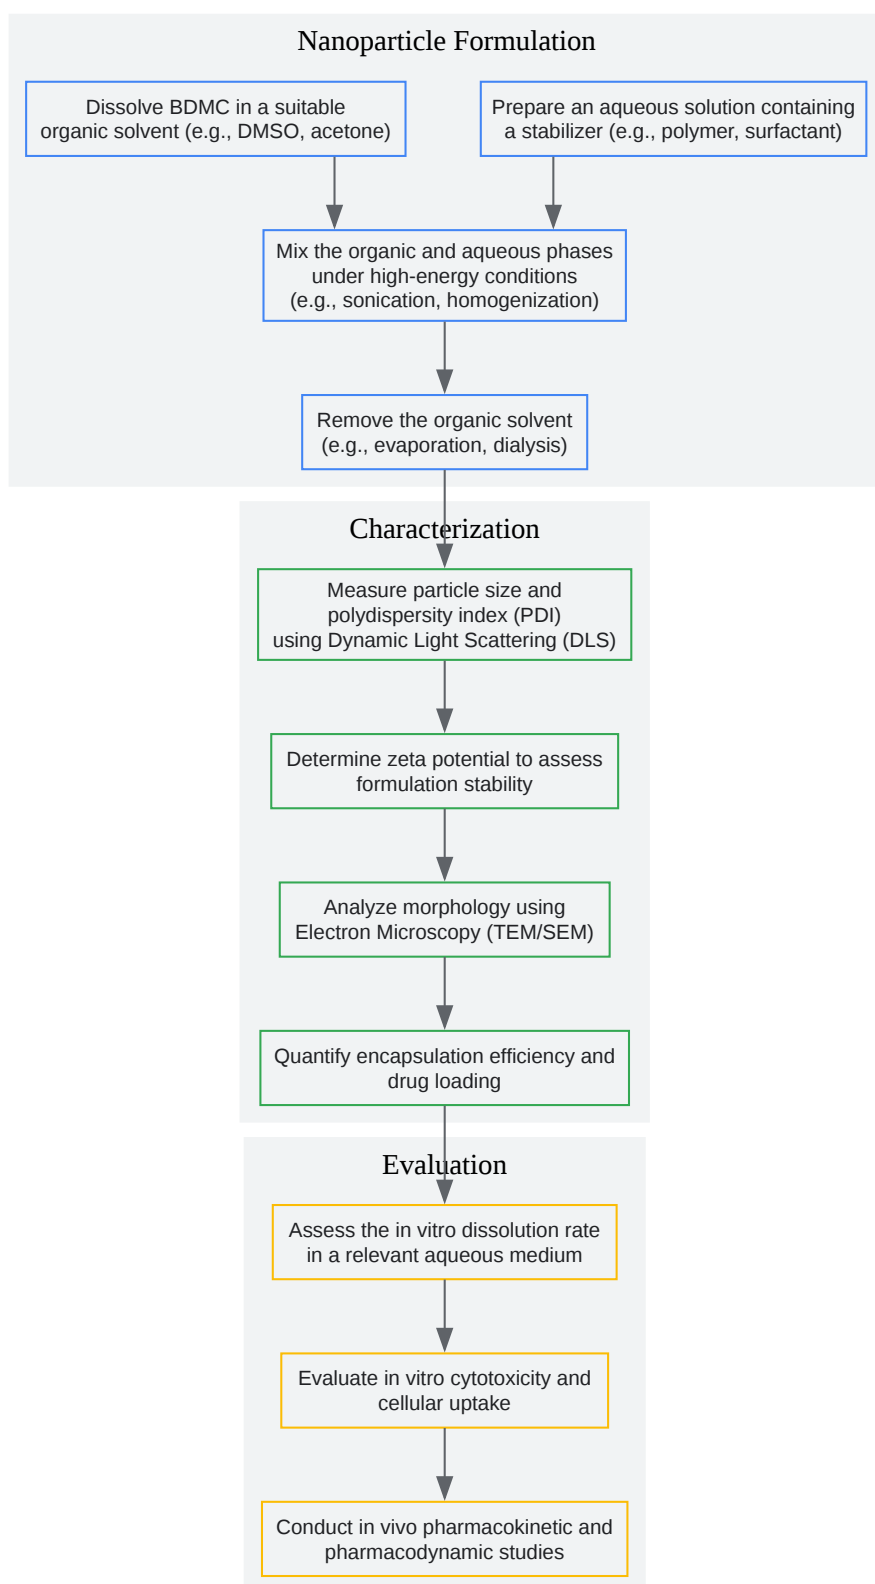 Nanoparticle Formulation
Dissolve BDMC in a suitable
organic solvent (e.g., DMSO, acetone)
Prepare an aqueous solution containing
a stabilizer (e.g., polymer, surfactant)
Mix the organic and aqueous phases
under high-energy conditions
(e.g., sonication, homogenization)
Remove the organic solvent
(e.g., evaporation, dialysis)
Characterization
Measure particle size and
polydispersity index (PDI)
using Dynamic Light Scattering (DLS)
Determine zeta potential to assess
formulation stability
Analyze morphology using
Electron Microscopy (TEM/SEM)
Quantify encapsulation efficiency and
drug loading
Evaluation
Assess the in vitro dissolution rate
in a relevant aqueous medium
Evaluate in vitro cytotoxicity and
cellular uptake
Conduct in vivo pharmacokinetic and
pharmacodynamic studies